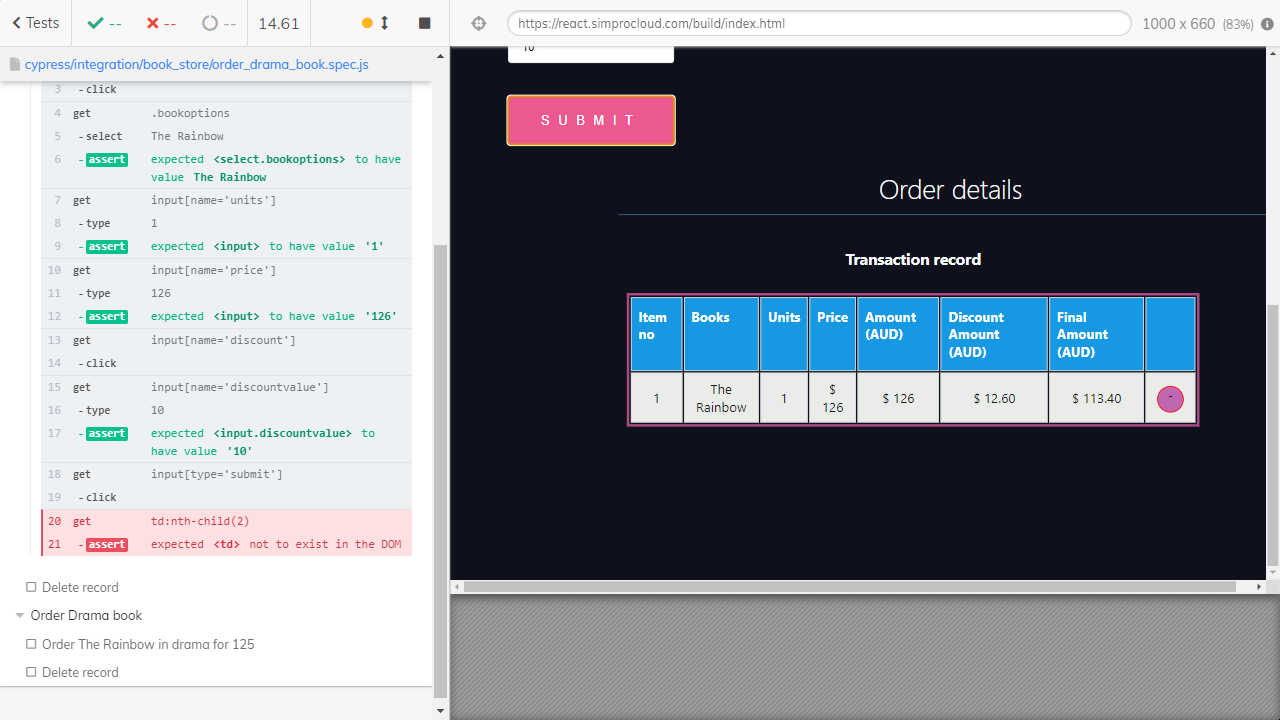 Tests
--
--
--
14.61
https://react.simprocloud.com/build/index.html
1000 x 660 (83%)
cypress/integration/book_store/order_drama_book.spec.js
3 -click
4 get .bookoptions
5 -select The Rainbow
6 -assert expected <select.bookoptions> to have
value The Rainbow
7 get input[name='units']
8 -type 1
9 -assert expected <input> to have value '1'
10 get input[name='price']
11 -type 126
12 -assert expected <input> to have value '126'
13 get input[name='discount']
14 -click
15 get input[name='discountvalue']
16 -type 10
17 -assert expected <input.discountvalue> to
have value '10'
18 get input[type='submit']
19 -click
20 get td:nth-child(2)
21 -assert expected <td> not to exist in the DOM
Delete record
Order Drama book
Order The Rainbow in drama for 125
Delete record
10
SUBMIT
Order details
Transaction record
Item no Books Units Price Amount (AUD) Discount Amount (AUD) Final Amount (AUD)
1 The Rainbow 1 $ 126 $ 126 $ 12.60 $ 113.40 -